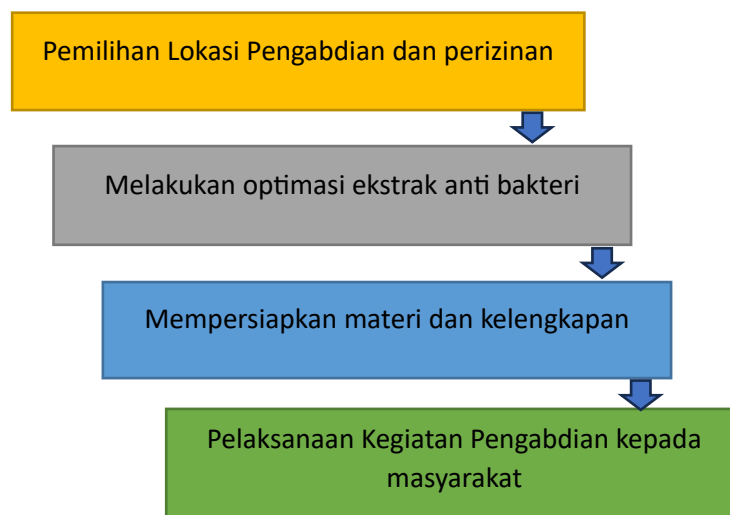 Pemilihan Lokasi Pengabdian dan perizinan
Melakukan optimasi ekstrak anti bakteri
Mempersiapkan materi dan kelengkapan
Pelaksanaan Kegiatan Pengabdian kepada
masyarakat